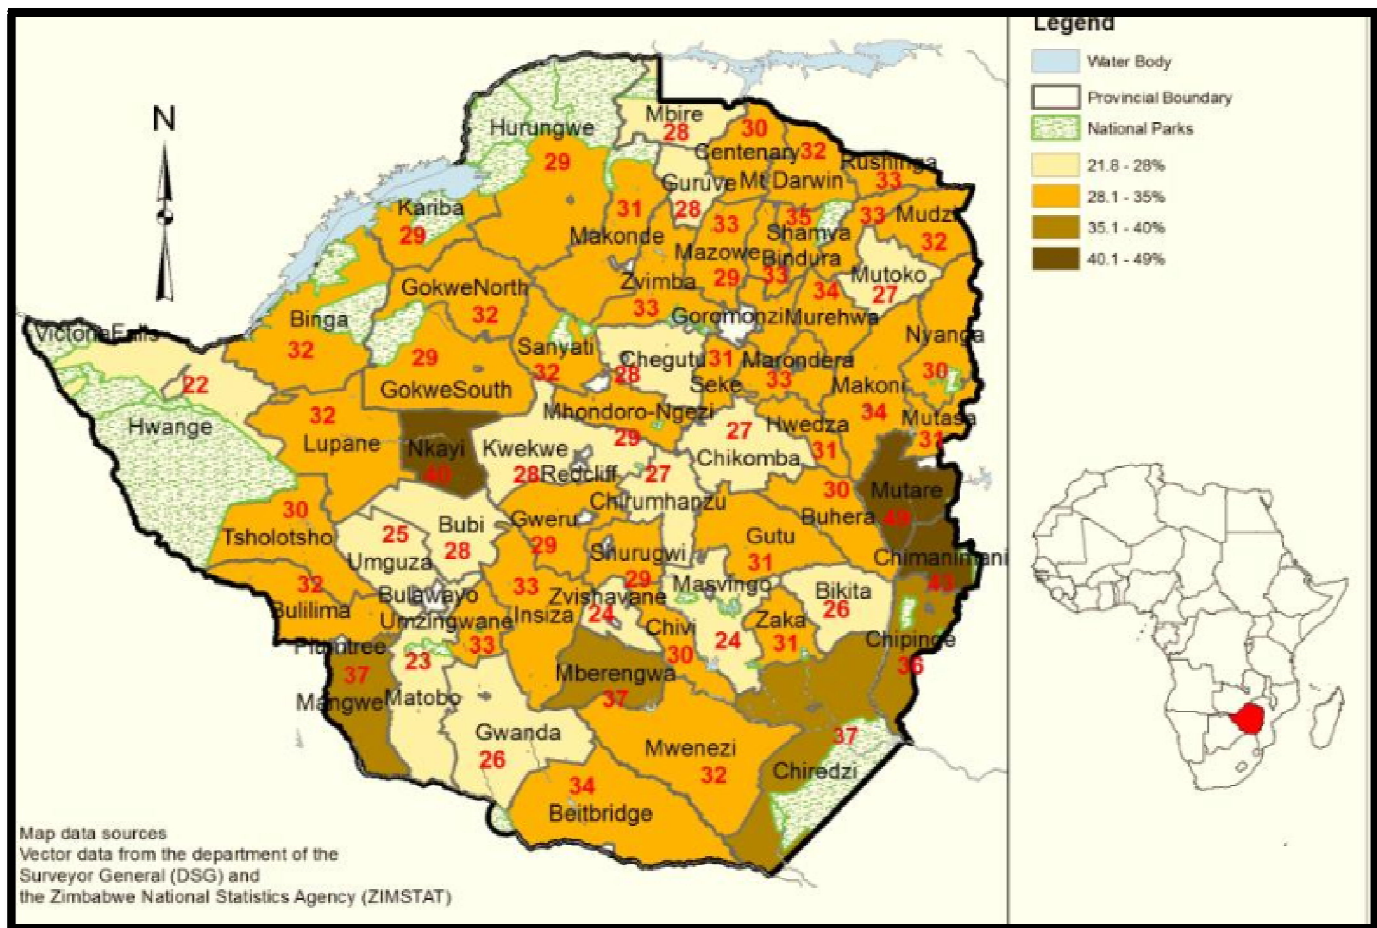 Legend
Water Body
Provincial Boundary
National Parks
21.8 - 28%
28.1 - 35%
35.1 - 40%
40.1 - 49%
N
Mbire
28
Hurungwe
29
30
Centenary
32
Mt Darwin
Rushinga
33
Guruve
28
Kariba
29
31
Makonde
33
Mazowe
35
Shamva
33
Mudzi
32
Bindura
33
29
Mutoko
27
Zvimba
33
34
Goromonzi
Murehwa
GokweNorth
32
Binga
32
VictoriaFalls
22
Hwange
29
GokweSouth
Sanyati
32
Chegutu
28
31
Seke
Marondera
33
Makoni
34
Nyanga
30
Mutasa
31
32
Lupane
Nkayi
40
Mhondoro-Ngezi
29
Kwekwe
28
Redcliff
27
Chirumhanzu
27
Chikomba
Hwedza
31
30
Buhera
Mutare
49
30
Tsholotsho
25
Umguza
Bubi
28
Gweru
29
Shurugwi
29
Gutu
31
Chimanimani
43
32
Bulilima
Bulawayo
Umzingwane
33
33
Insiza
Zvishavane
24
Masvingo
24
Chivi
30
Zaka
31
Bikita
26
Chipinge
36
Plumtree
37
Mangwe
23
Matobo
Mberengwa
37
Gwanda
26
Mwenezi
32
37
Chiredzi
34
Beitbridge
Map data sources
Vector data from the department of the
Surveyor General (DSG) and
the Zimbabwe National Statistics Agency (ZIMSTAT)